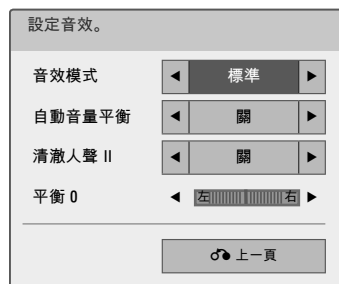 設定音效。
音效模式 ◀ 標準 ▶
自動音量平衡 ◀ 關 ▶
清澈人聲 II ◀ 關 ▶
平衡 0 ◀ 左 右 ▶
上一頁